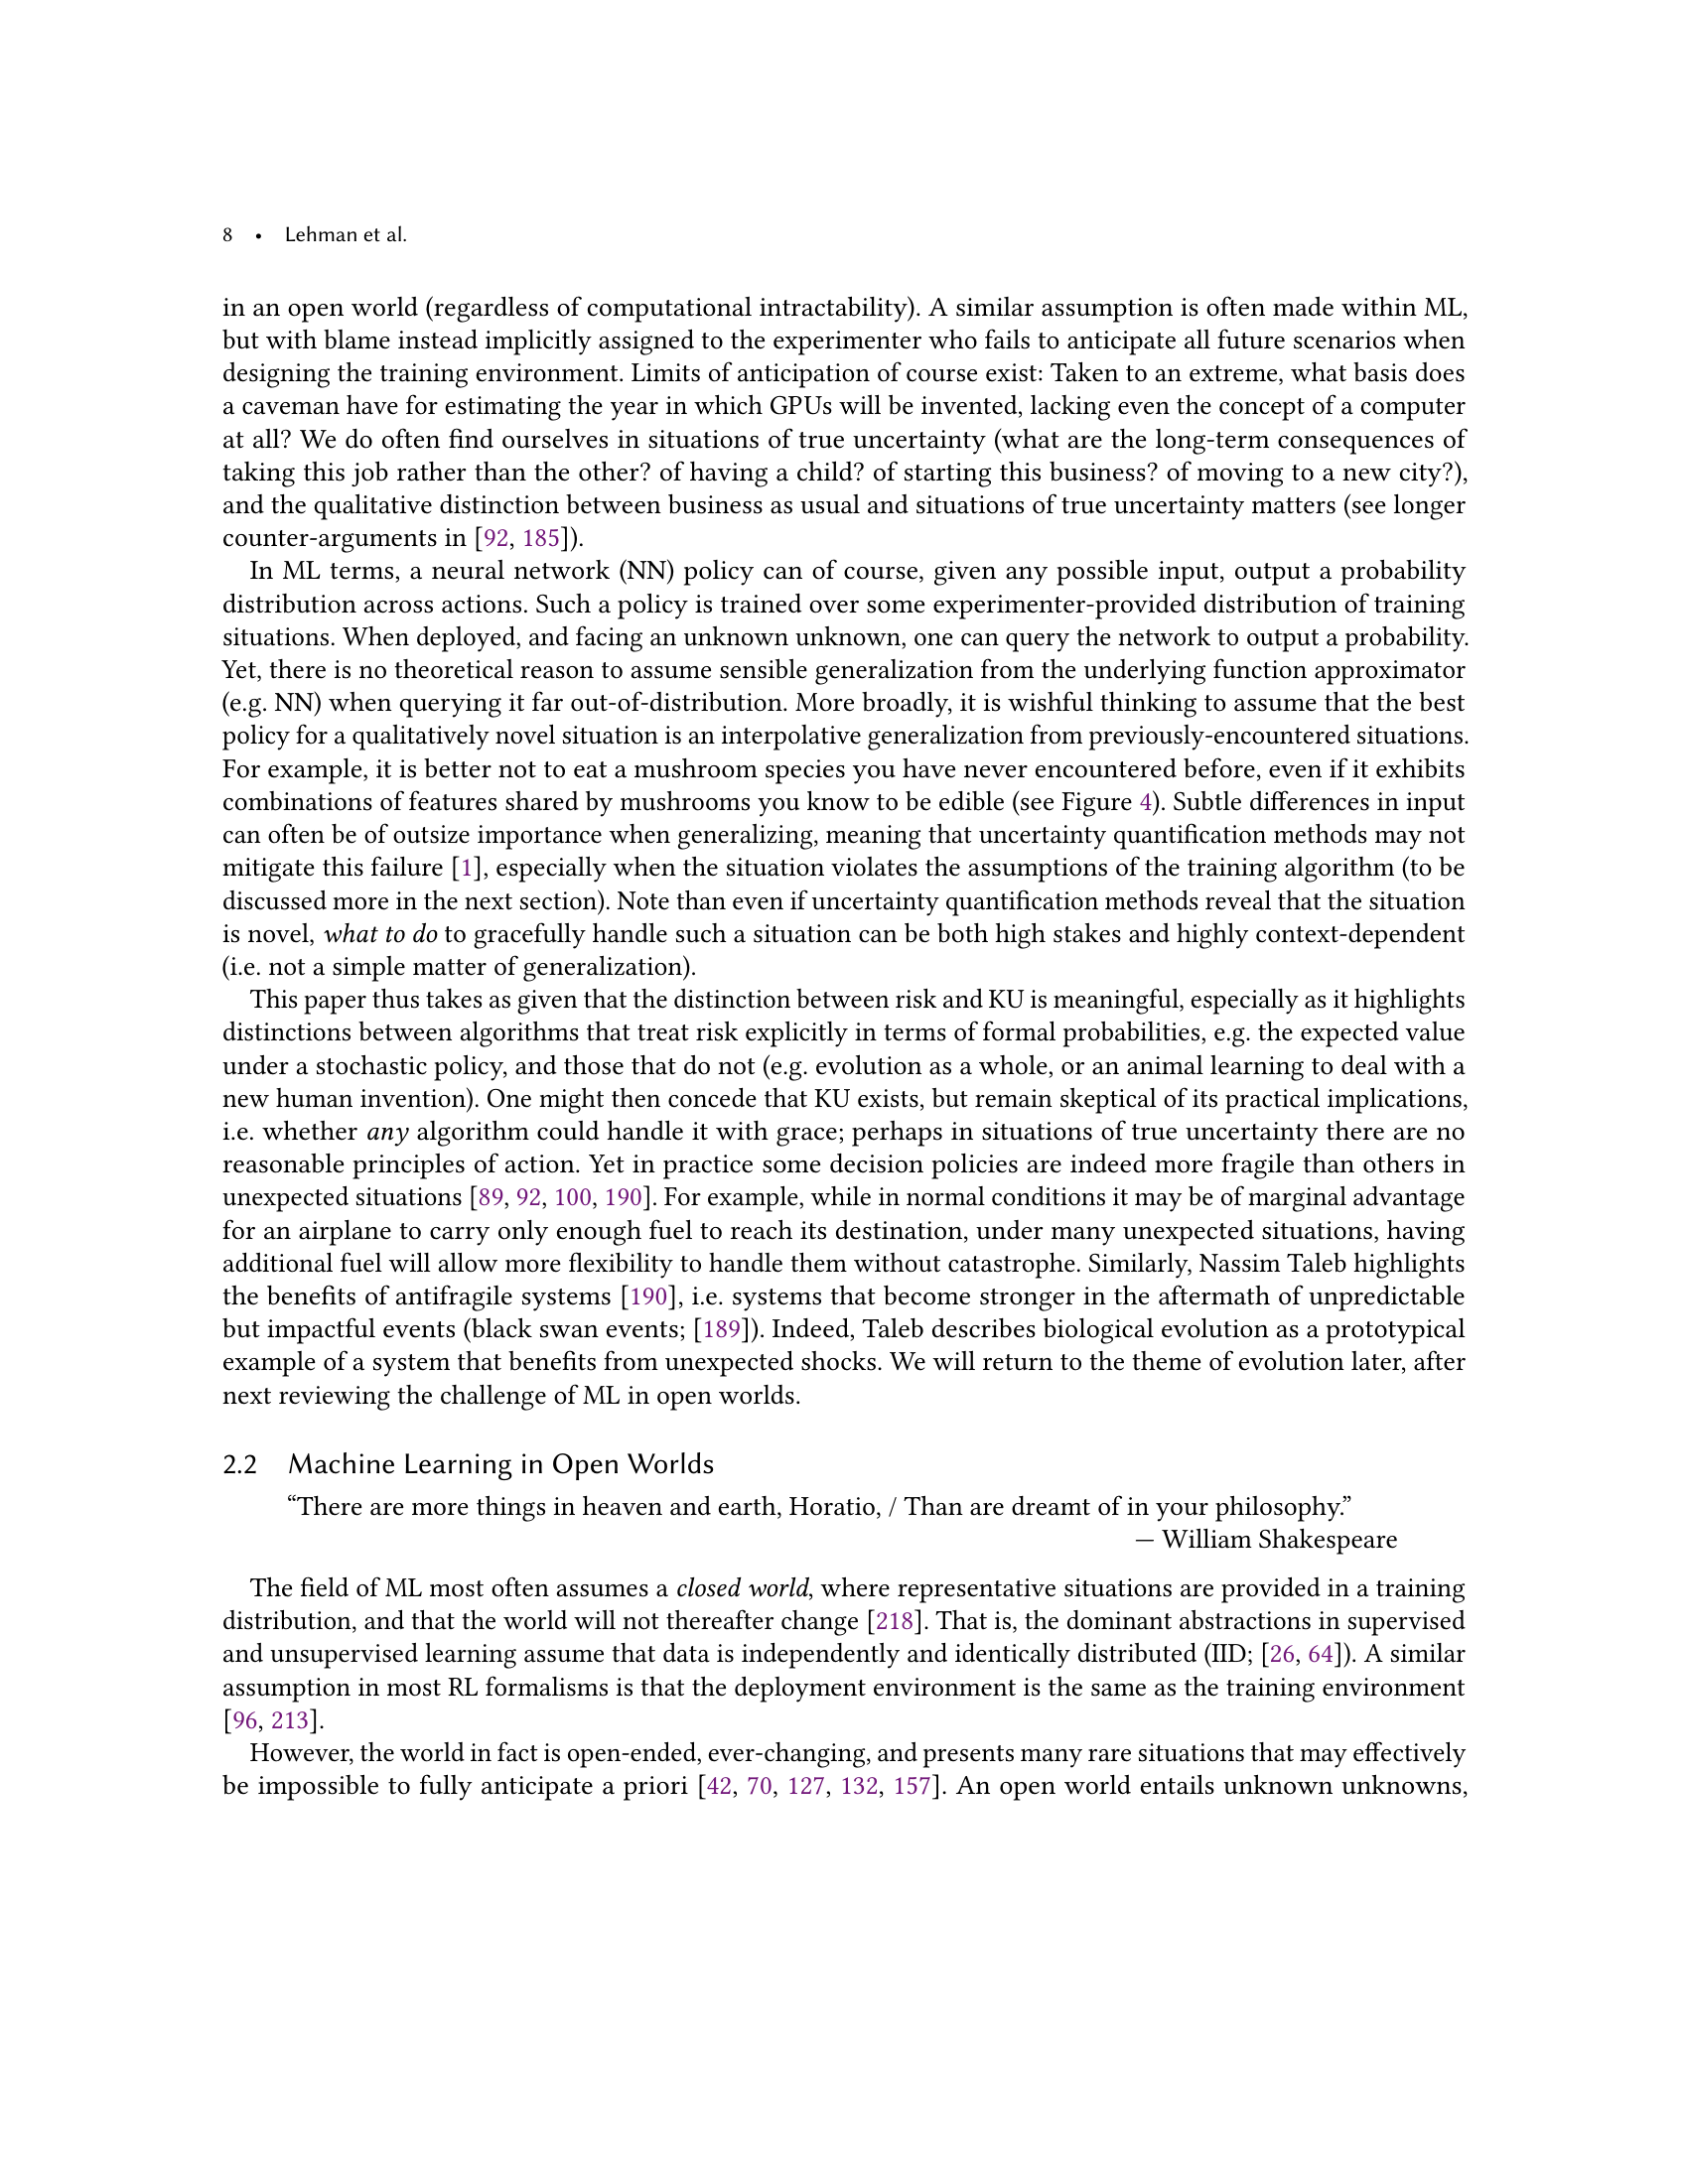 8 • Lehman et al.
in an open world (regardless of computational intractability). A similar assumption is often made within ML,
but with blame instead implicitly assigned to the experimenter who fails to anticipate all future scenarios when
designing the training environment. Limits of anticipation of course exist: Taken to an extreme, what basis does
a caveman have for estimating the year in which GPUs will be invented, lacking even the concept of a computer
at all? We do often find ourselves in situations of true uncertainty (what are the long-term consequences of
taking this job rather than the other? of having a child? of starting this business? of moving to a new city?),
and the qualitative distinction between business as usual and situations of true uncertainty matters (see longer
counter-arguments in [92, 185]).
In ML terms, a neural network (NN) policy can of course, given any possible input, output a probability
distribution across actions. Such a policy is trained over some experimenter-provided distribution of training
situations. When deployed, and facing an unknown unknown, one can query the network to output a probability.
Yet, there is no theoretical reason to assume sensible generalization from the underlying function approximator
(e.g. NN) when querying it far out-of-distribution. More broadly, it is wishful thinking to assume that the best
policy for a qualitatively novel situation is an interpolative generalization from previously-encountered situations.
For example, it is better not to eat a mushroom species you have never encountered before, even if it exhibits
combinations of features shared by mushrooms you know to be edible (see Figure 4). Subtle differences in input
can often be of outsize importance when generalizing, meaning that uncertainty quantification methods may not
mitigate this failure [1], especially when the situation violates the assumptions of the training algorithm (to be
discussed more in the next section). Note than even if uncertainty quantification methods reveal that the situation
is novel, what to do to gracefully handle such a situation can be both high stakes and highly context-dependent
(i.e. not a simple matter of generalization).
This paper thus takes as given that the distinction between risk and KU is meaningful, especially as it highlights
distinctions between algorithms that treat risk explicitly in terms of formal probabilities, e.g. the expected value
under a stochastic policy, and those that do not (e.g. evolution as a whole, or an animal learning to deal with a
new human invention). One might then concede that KU exists, but remain skeptical of its practical implications,
i.e. whether any algorithm could handle it with grace; perhaps in situations of true uncertainty there are no
reasonable principles of action. Yet in practice some decision policies are indeed more fragile than others in
unexpected situations [89, 92, 100, 190]. For example, while in normal conditions it may be of marginal advantage
for an airplane to carry only enough fuel to reach its destination, under many unexpected situations, having
additional fuel will allow more flexibility to handle them without catastrophe. Similarly, Nassim Taleb highlights
the benefits of antifragile systems [190], i.e. systems that become stronger in the aftermath of unpredictable
but impactful events (black swan events; [189]). Indeed, Taleb describes biological evolution as a prototypical
example of a system that benefits from unexpected shocks. We will return to the theme of evolution later, after
next reviewing the challenge of ML in open worlds.
2.2 Machine Learning in Open Worlds
“There are more things in heaven and earth, Horatio, / Than are dreamt of in your philosophy.”
— William Shakespeare
The field of ML most often assumes a closed world, where representative situations are provided in a training
distribution, and that the world will not thereafter change [218]. That is, the dominant abstractions in supervised
and unsupervised learning assume that data is independently and identically distributed (IID; [26, 64]). A similar
assumption in most RL formalisms is that the deployment environment is the same as the training environment
[96, 213].
However, the world in fact is open-ended, ever-changing, and presents many rare situations that may effectively
be impossible to fully anticipate a priori [42, 70, 127, 132, 157]. An open world entails unknown unknowns,